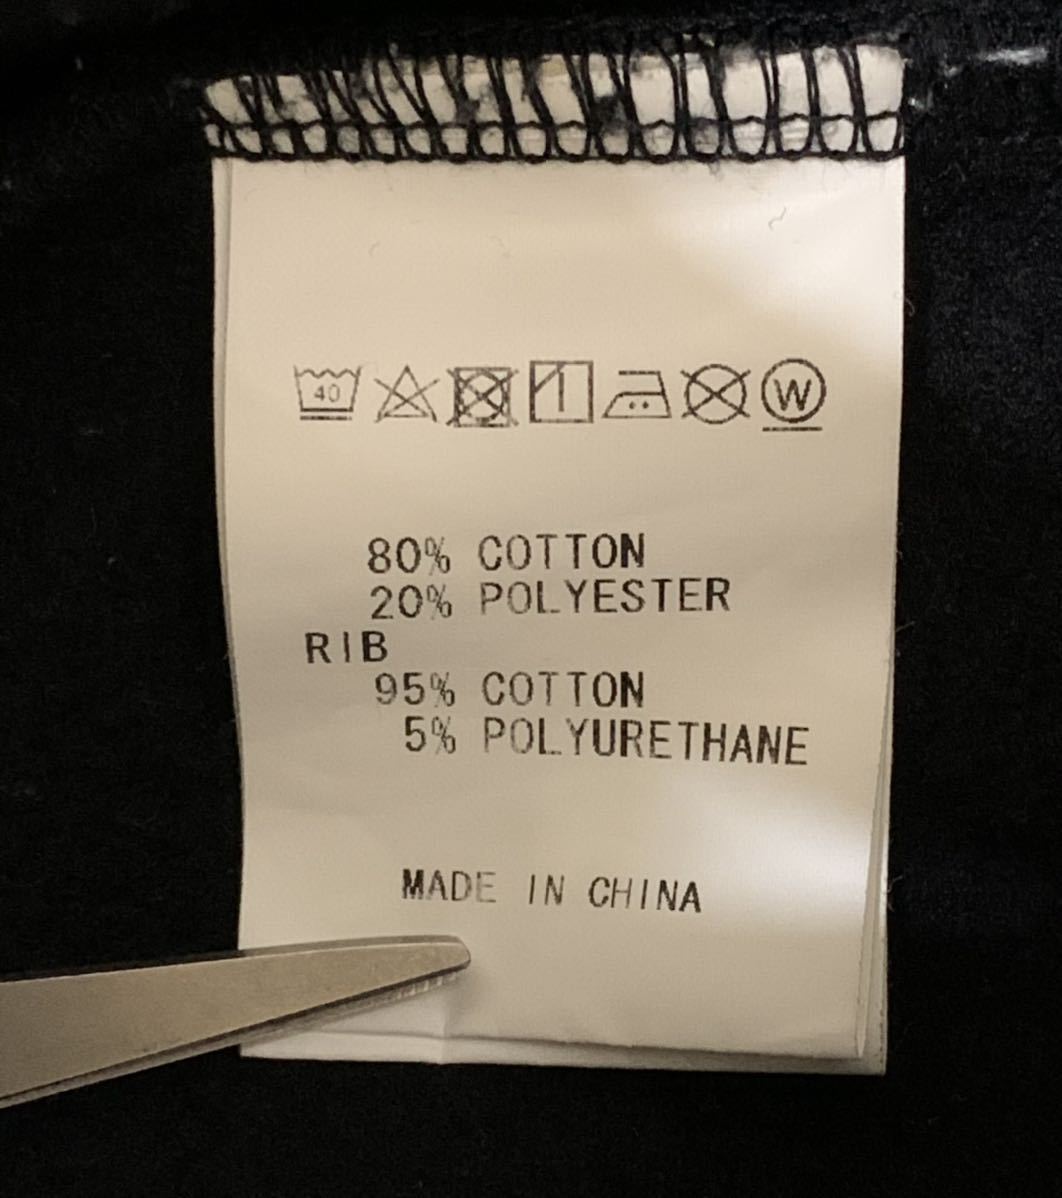 40 W
80% COTTON
20% POLYESTER
RIB
95% COTTON
5% POLYURETHANE
MADE IN CHINA